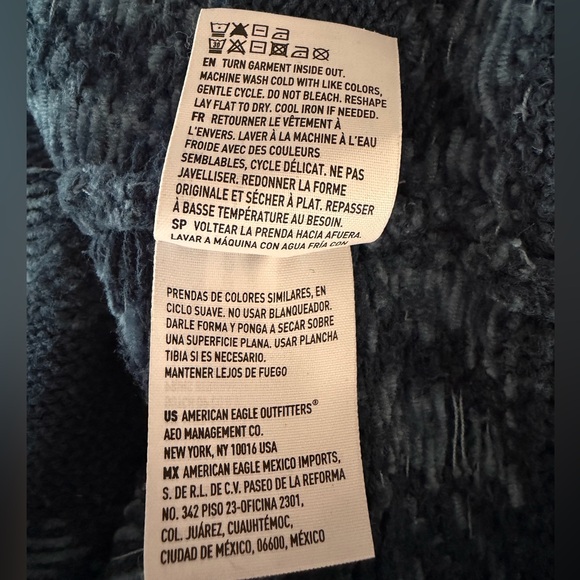 EN TURN GARMENT INSIDE OUT.
MACHINE WASH COLD WITH LIKE COLORS,
GENTLE CYCLE. DO NOT BLEACH. RESHAPE
LAY FLAT TO DRY. COOL IRON IF NEEDED.
FR RETOURNER LE VÊTEMENT À
L'ENVERS. LAVER À LA MACHINE À L'EAU
FROIDE AVEC DES COULEURS
SEMBLABLES, CYCLE DÉLICAT. NE PAS
JAVELLISER. REDONNER LA FORME
ORIGINALE ET SÉCHER À PLAT. REPASSER
À BASSE TEMPÉRATURE AU BESOIN.
SP VOLTEAR LA PRENDA HACIA AFUERA.
LAVAR A MÁQUINA CON AGUA FRÍA CON
PRENDAS DE COLORES SIMILARES, EN
CICLO SUAVE. NO USAR BLANQUEADOR.
DARLE FORMA Y PONGA A SECAR SOBRE
UNA SUPERFICIE PLANA. USAR PLANCHA
TIBIA SI ES NECESARIO.
MANTENER LEJOS DE FUEGO
US AMERICAN EAGLE OUTFITTERS®
AEO MANAGEMENT CO.
NEW YORK, NY 10016 USA
MX AMERICAN EAGLE MEXICO IMPORTS,
S. DE R.L. DE C.V. PASEO DE LA REFORMA
NO. 342 PISO 23-OFICINA 2301,
COL. JUÁREZ, CUAUHTÉMOC,
CIUDAD DE MÉXICO, 06600, MÉXICO